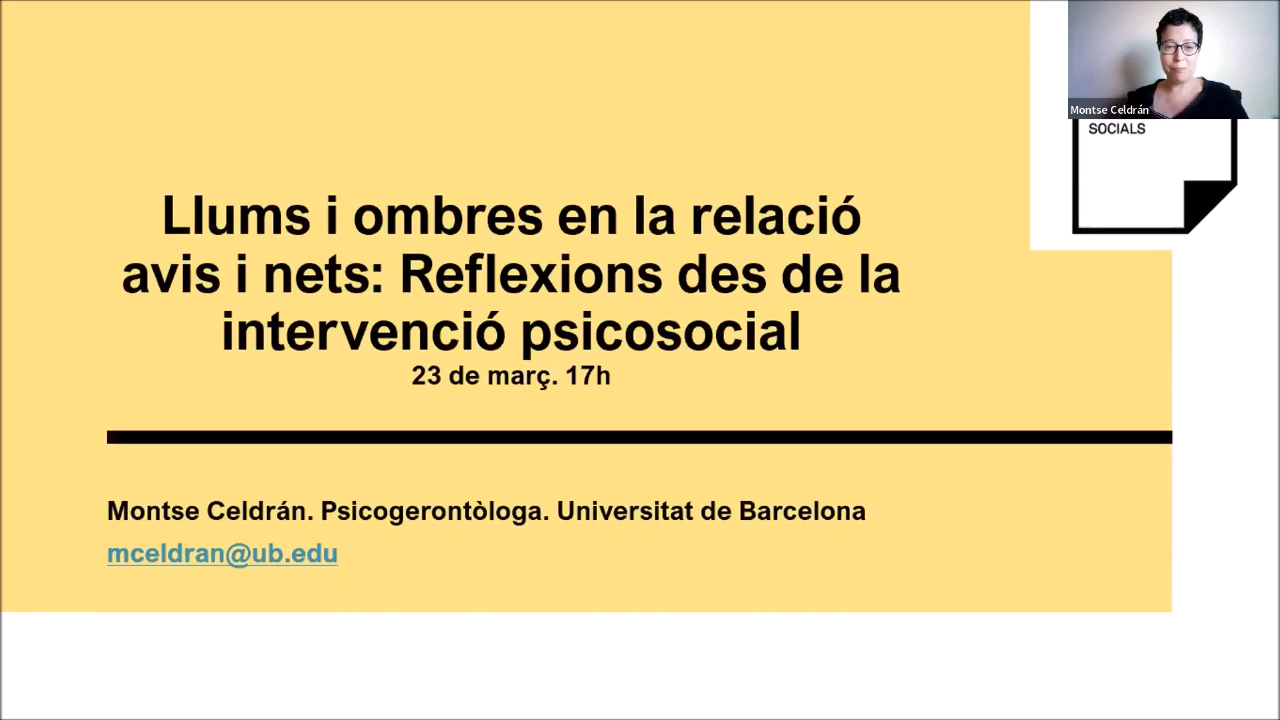 Montse Celdrán
SOCIALS
Llums i ombres en la relació
avis i nets: Reflexions des de la
intervenció psicosocial
23 de març. 17h
Montse Celdrán. Psicogerontòloga. Universitat de Barcelona
mceldran@ub.edu